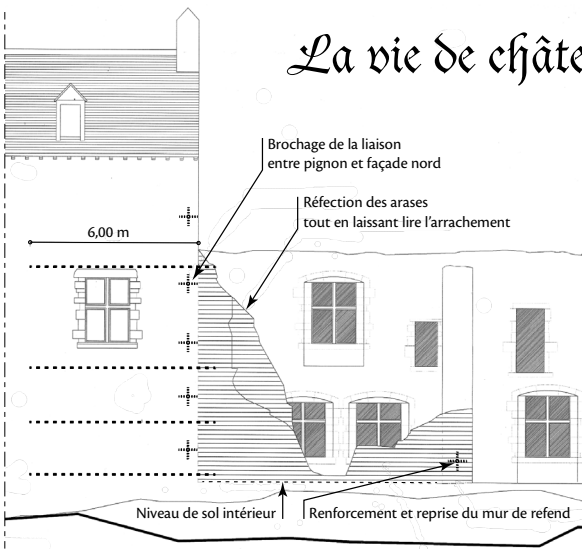 La vie de châte
Brochage de la liaison
entre pignon et façade nord
Réfection des arases
tout en laissant lire l'arrachement
6,00 m
Niveau de sol intérieur
Renforcement et reprise du mur de refend